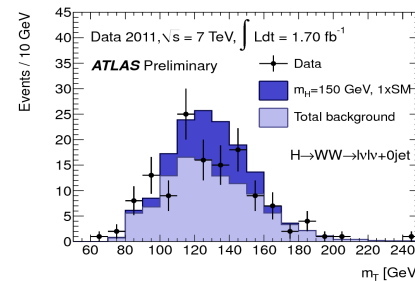 Events / 10 GeV
45
40
35
30
25
20
15
10
5
0
Data 2011, √s = 7 TeV, ∫ Ldt = 1.70 fb⁻¹
ATLAS Preliminary
Data
m_H=150 GeV, 1xSM
Total background
H→WW→lνlν+0jet
60 80 100 120 140 160 180 200 220 240
m_T [GeV